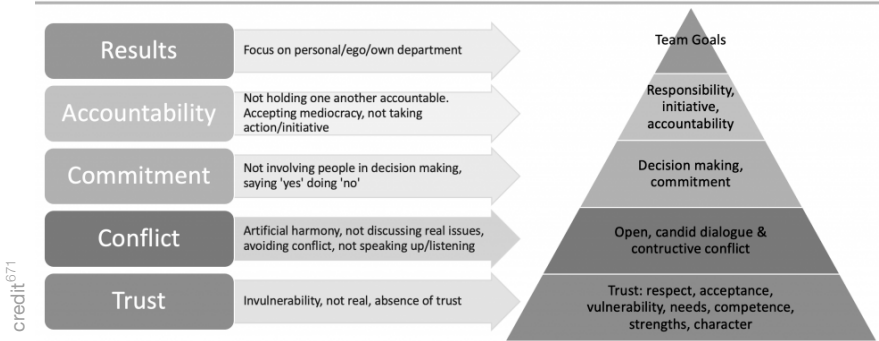 Results
Focus on personal/ego/own department
Team Goals
Accountability
Not holding one another accountable.
Accepting mediocracy, not taking
action/initiative
Responsibility,
initiative,
accountability
Commitment
Not involving people in decision making,
saying 'yes' doing 'no'
Decision making,
commitment
Conflict
Artificial harmony, not discussing real issues,
avoiding conflict, not speaking up/listening
Open, candid dialogue &
contructive conflict
Trust
Invulnerability, not real, absence of trust
Trust: respect, acceptance,
vulnerability, needs, competence,
strengths, character
credit671